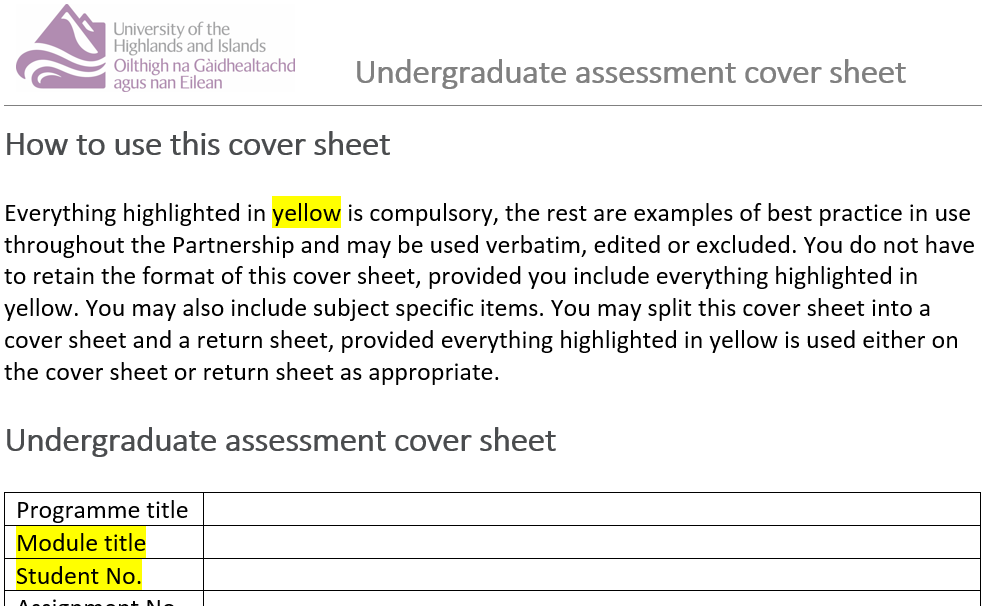 University of the
Highlands and Islands
Oilthigh na Gàidhealtachd
agus nan Eilean
Undergraduate assessment cover sheet
How to use this cover sheet
Everything highlighted in yellow is compulsory, the rest are examples of best practice in use
throughout the Partnership and may be used verbatim, edited or excluded. You do not have
to retain the format of this cover sheet, provided you include everything highlighted in
yellow. You may also include subject specific items. You may split this cover sheet into a
cover sheet and a return sheet, provided everything highlighted in yellow is used either on
the cover sheet or return sheet as appropriate.
Undergraduate assessment cover sheet
Programme title
Module title
Student No.
Assignment No